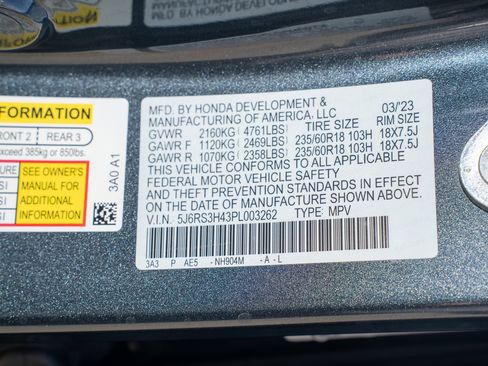 NFORMATION
FRONT 2 REAR 3
exceed 385kg or 850lbs.
SEE OWNER'S
MANUAL FOR
ADDITIONAL
INFORMATION
3A0 A1
MFD. BY HONDA DEVELOPMENT &
MANUFACTURING OF AMERICA, LLC 03/'23
GVWR 2160KG (4761LBS) TIRE SIZE RIM SIZE
GAWR F 1120KG (2469LBS) 235/60R18 103H 18X7.5J
GAWR R 1070KG (2358LBS) 235/60R18 103H 18X7.5J
THIS VEHICLE CONFORMS TO ALL APPLICABLE
FEDERAL MOTOR VEHICLE SAFETY
AND THEFT PREVENTION STANDARDS IN EFFECT
ON THE DATE OF MANUFACTURE SHOWN ABOVE.
V.I.N. 5J6RS3H43PL003262 TYPE: MPV
3A3 P AE5 -NH904M -A-L